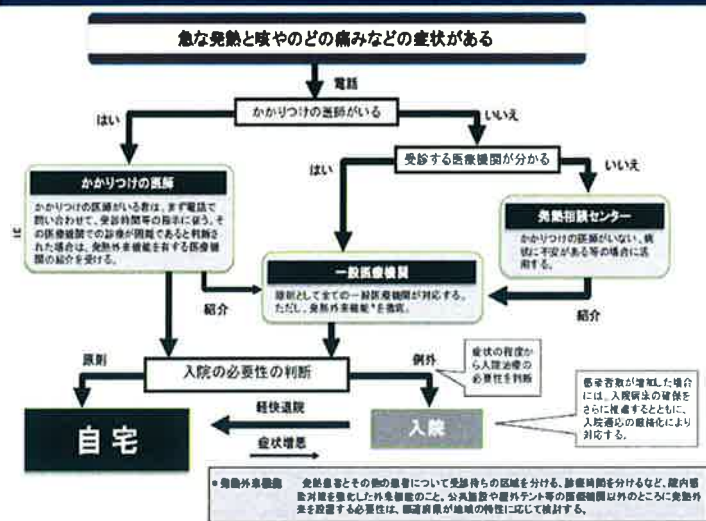 急な発熱と咳やのどの痛みなどの症状がある
電話
かかりつけの医師がいる
はい
いいえ
受診する医療機関が分かる
はい
いいえ
かかりつけの医師
かかりつけの医師がいる者は、まず電話で
問い合わせて、受診時間等の指示に従う。その
医療機関での診療が困難であると判断さ
れた場合は、発熱外来機能を有する医療機
関の紹介を受ける。
発熱相談センター
かかりつけの医師がいない、病
状に不安がある等の場合に活
用する。
一般医療機関
原則として全ての一般医療機関が対応する。
ただし、発熱外来機能*を徹底。
紹介
紹介
31
原則
入院の必要性の判断
例外
症状の程度か
ら入院治療の
必要性を判断
自宅
軽快退院
症状増悪
入院
感染者数が増加した場合
には、入院病床の確保を
さらに推進するとともに、
入院適応の厳格化により
対応する。
*発熱外来機能 発熱患者とその他の患者について受診待ちの区域を分ける、診療時間を分けるなど、院内感
染対策を強化した外来機能のこと。公共施設や屋外テント等の医療機関以外のところに発熱外
来を設置する必要性は、都道府県が地域の特性に応じて検討する。